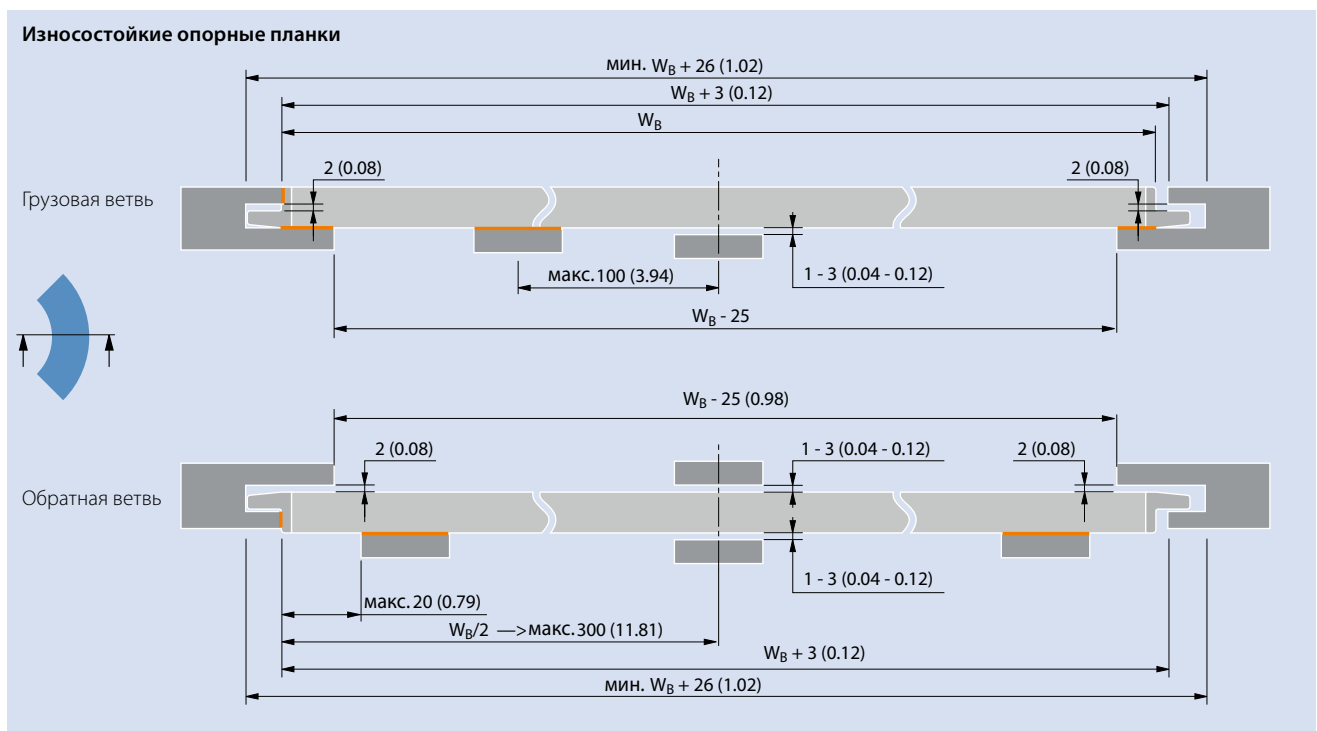 Износостойкие опорные планки
мин. W_B + 26 (1.02)
W_B + 3 (0.12)
W_B
2 (0.08)
2 (0.08)
Грузовая ветвь
макс.100 (3.94)
1 - 3 (0.04 - 0.12)
W_B - 25
W_B - 25 (0.98)
2 (0.08)
1 - 3 (0.04 - 0.12)
2 (0.08)
Обратная ветвь
1 - 3 (0.04 - 0.12)
макс.20 (0.79)
W_B/2 —>макс.300 (11.81)
W_B + 3 (0.12)
мин. W_B + 26 (1.02)